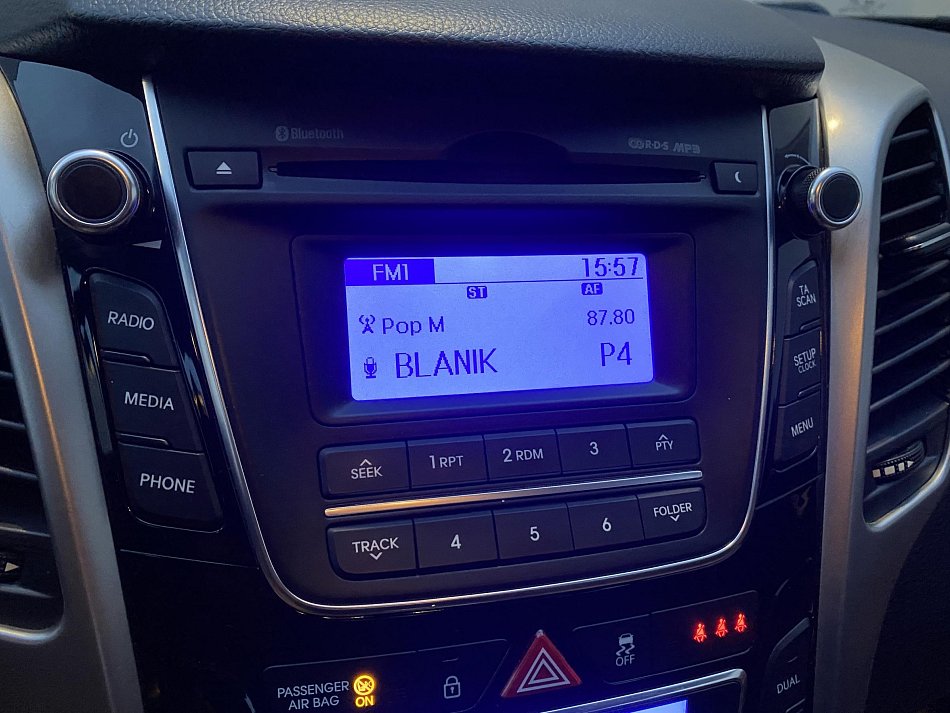 Bluetooth
R·D·S MP3
FM1 15:57
ST AF
Pop M 87.80
BLANIK P4
RADIO
MEDIA
PHONE
TA
SCAN
SETUP
CLOCK
MENU
SEEK 1 RPT 2 RDM 3 PTY
TRACK 4 5 6 FOLDER
PASSENGER
AIR BAG ON
OFF
DUAL